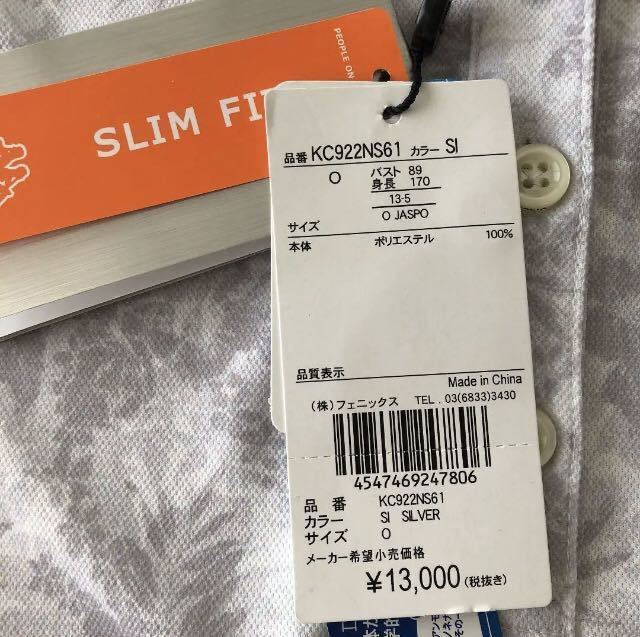 PEOPLE ON
SLIM FI
品番 KC922NS61 カラー SI
O バスト 89
身長 170
13-5
O JASPO
サイズ
本体 ポリエステル 100%
品質表示
Made in China
(株)フェニックス TEL . 03(6833)3430
4547469247806
品 番 KC922NS61
カラー SI SILVER
サイズ O
メーカー希望小売価格
¥13,000 (税抜き)